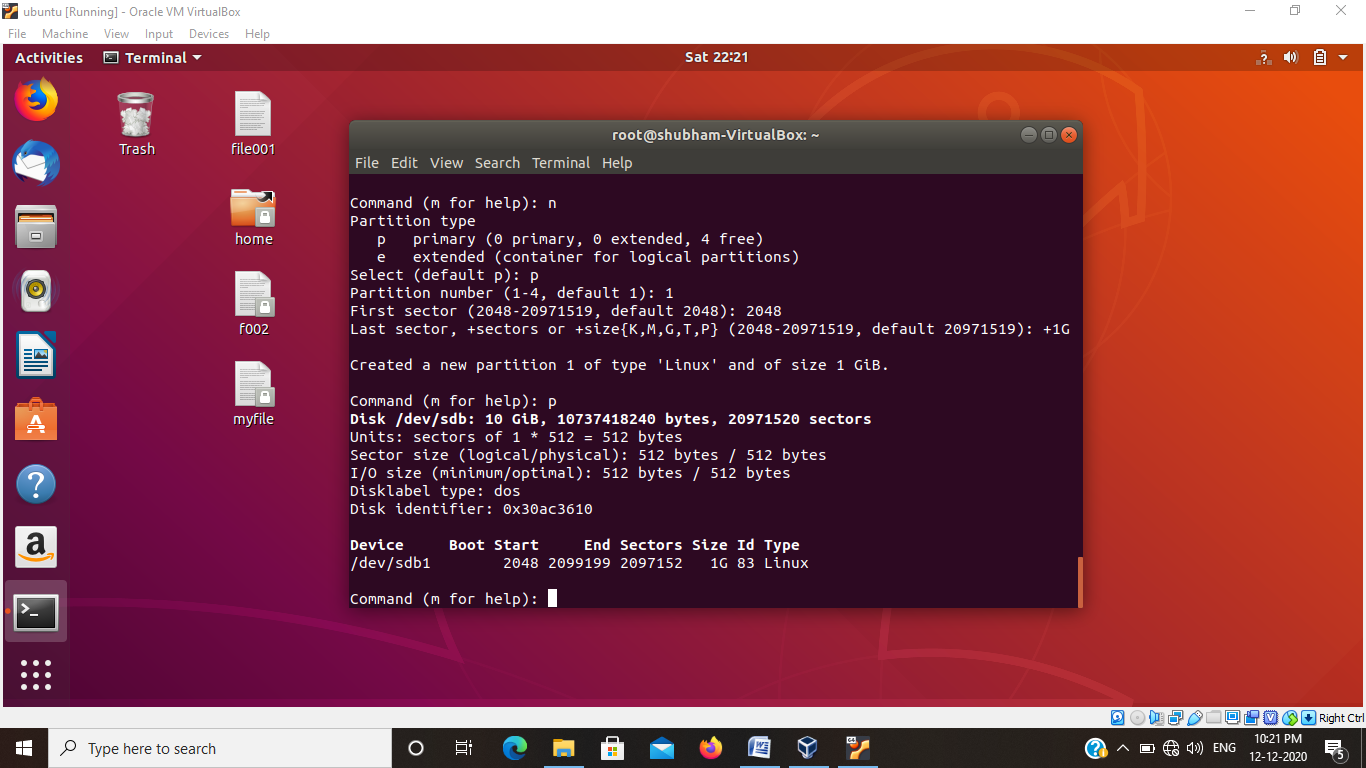 ubuntu [Running] - Oracle VM VirtualBox
File Machine View Input Devices Help
Activities Terminal Sat 22:21
Trash
file001
home
f002
myfile
root@shubham-VirtualBox: ~
File Edit View Search Terminal Help
Command (m for help): n
Partition type
p primary (0 primary, 0 extended, 4 free)
e extended (container for logical partitions)
Select (default p): p
Partition number (1-4, default 1): 1
First sector (2048-20971519, default 2048): 2048
Last sector, +sectors or +size{K,M,G,T,P} (2048-20971519, default 20971519): +1G
Created a new partition 1 of type 'Linux' and of size 1 GiB.
Command (m for help): p
Disk /dev/sdb: 10 GiB, 10737418240 bytes, 20971520 sectors
Units: sectors of 1 * 512 = 512 bytes
Sector size (logical/physical): 512 bytes / 512 bytes
I/O size (minimum/optimal): 512 bytes / 512 bytes
Disklabel type: dos
Disk identifier: 0x30ac3610
Device Boot Start End Sectors Size Id Type
/dev/sdb1 2048 2099199 2097152 1G 83 Linux
Command (m for help):
Right Ctrl
Type here to search
ENG
10:21 PM
12-12-2020
5